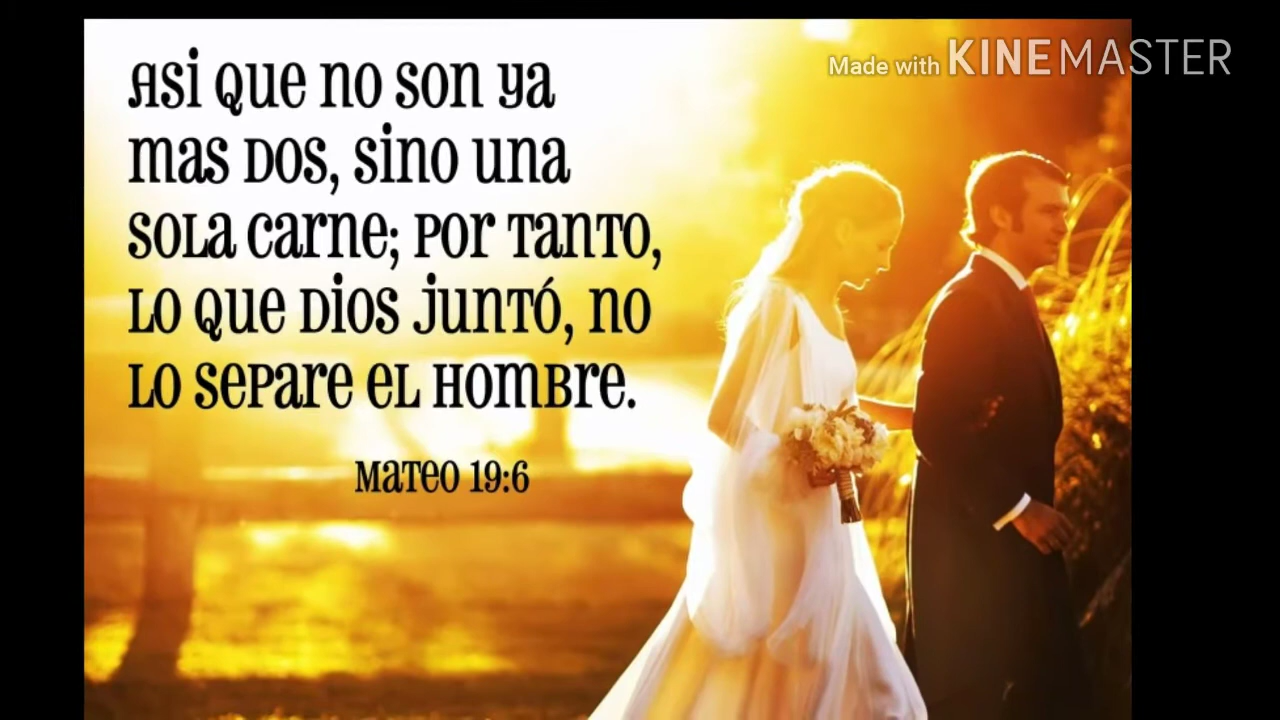 Made with KINEMASTER
Asi que no son ya
mas dos, sino una
sola carne; por tanto,
lo que Dios juntó, no
lo separe el hombre.
Mateo 19:6